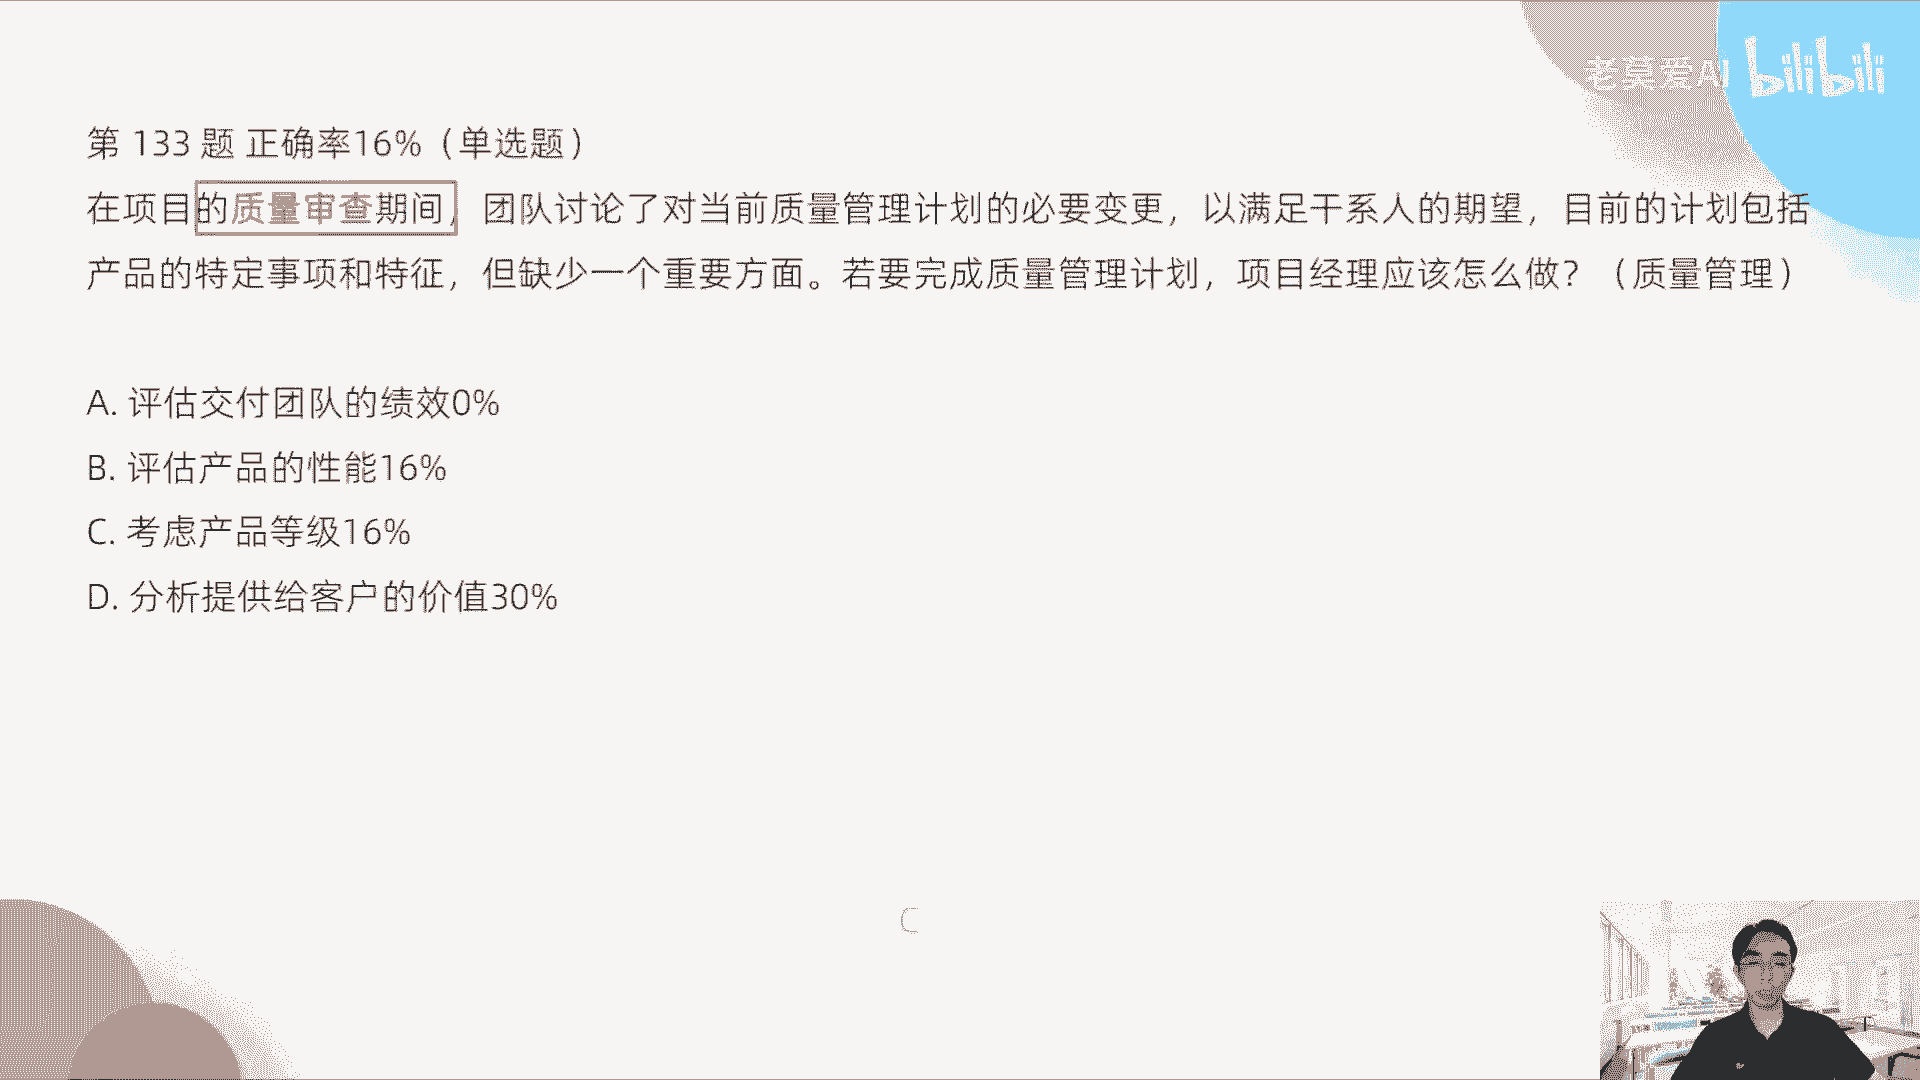 老莫爱AI bilibili
第 133 题 正确率16%（单选题）
在项目的质量审查期间，团队讨论了对当前质量管理计划的必要变更，以满足干系人的期望，目前的计划包括
产品的特定事项和特征，但缺少一个重要方面。若要完成质量管理计划，项目经理应该怎么做？（质量管理）
A. 评估交付团队的绩效0%
B. 评估产品的性能16%
C. 考虑产品等级16%
D. 分析提供给客户的价值30%
C